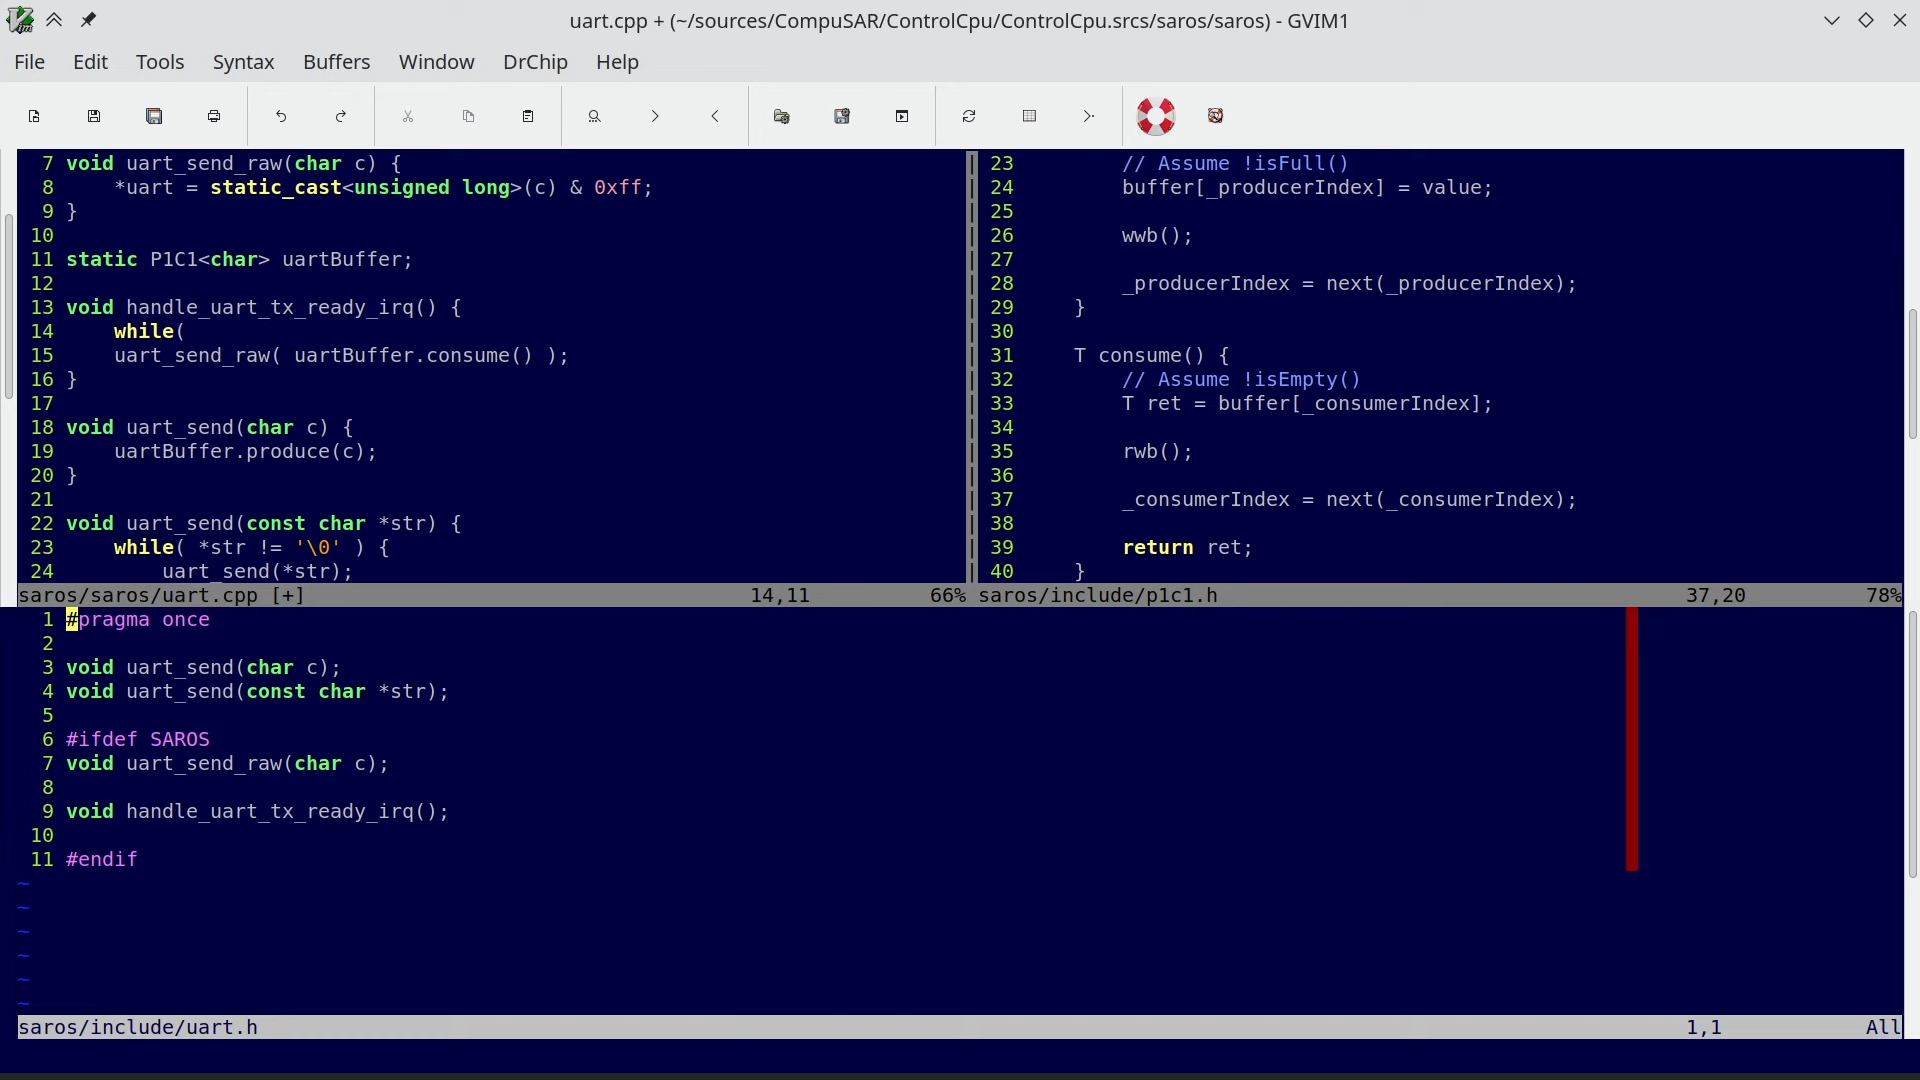 uart.cpp + (~/sources/CompuSAR/ControlCpu/ControlCpu.srcs/saros/saros) - GVIM1
File Edit Tools Syntax Buffers Window DrChip Help
7 void uart_send_raw(char c) {
8     *uart = static_cast<unsigned long>(c) & 0xff;
9 }
10
11 static P1C1<char> uartBuffer;
12
13 void handle_uart_tx_ready_irq() {
14     while(
15     uart_send_raw( uartBuffer.consume() );
16 }
17
18 void uart_send(char c) {
19     uartBuffer.produce(c);
20 }
21
22 void uart_send(const char *str) {
23     while( *str != '\0' ) {
24         uart_send(*str);
saros/saros/uart.cpp [+] 14,11 66%
23         // Assume !isFull()
24         buffer[_producerIndex] = value;
25
26         wwb();
27
28         _producerIndex = next(_producerIndex);
29     }
30
31     T consume() {
32         // Assume !isEmpty()
33         T ret = buffer[_consumerIndex];
34
35         rwb();
36
37         _consumerIndex = next(_consumerIndex);
38
39         return ret;
40     }
saros/include/p1c1.h 37,20 78%
1 #pragma once
2
3 void uart_send(char c);
4 void uart_send(const char *str);
5
6 #ifdef SAROS
7 void uart_send_raw(char c);
8
9 void handle_uart_tx_ready_irq();
10
11 #endif
~
~
~
~
~
~
saros/include/uart.h 1,1 All